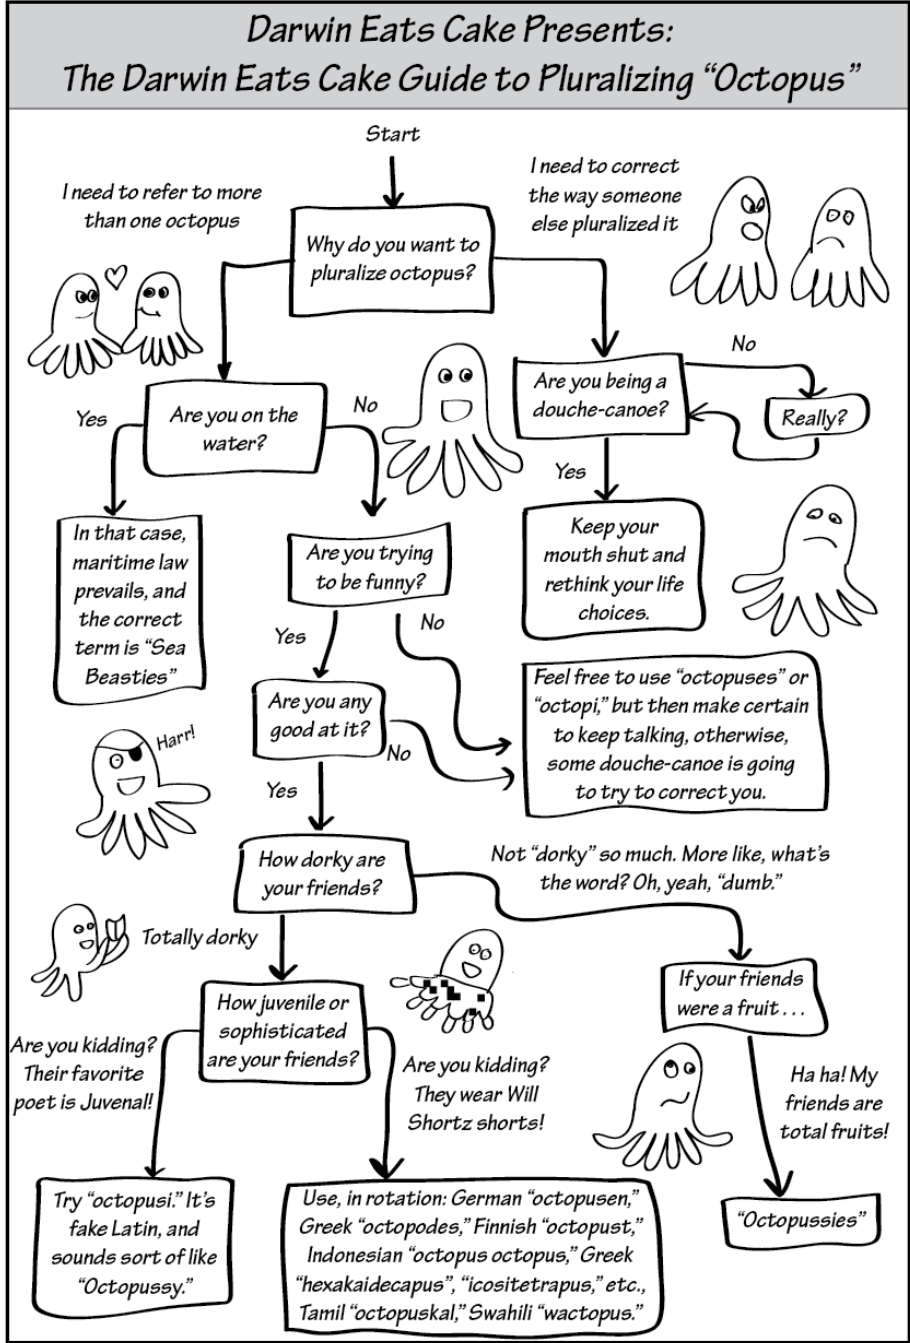 Darwin Eats Cake Presents:
The Darwin Eats Cake Guide to Pluralizing “Octopus”
Start
I need to refer to more
than one octopus
I need to correct
the way someone
else pluralized it
Why do you want to
pluralize octopus?
No
Are you being a
douche-canoe?
Really?
Yes
Are you on the
water?
No
Yes
In that case,
maritime law
prevails, and
the correct
term is “Sea
Beasties”
Are you trying
to be funny?
Keep your
mouth shut and
rethink your life
choices.
Yes
No
Are you any
good at it?
Feel free to use “octopuses” or
“octopi,” but then make certain
to keep talking, otherwise,
some douche-canoe is going
to try to correct you.
Harr!
No
Yes
How dorky are
your friends?
Not “dorky” so much. More like, what’s
the word? Oh, yeah, “dumb.”
Totally dorky
If your friends
were a fruit . . .
How juvenile or
sophisticated
are your friends?
Are you kidding?
Their favorite
poet is Juvenal!
Are you kidding?
They wear Will
Shortz shorts!
Ha ha! My
friends are
total fruits!
Try “octopusi.” It’s
fake Latin, and
sounds sort of like
“Octopussy.”
Use, in rotation: German “octopusen,”
Greek “octopodes,” Finnish “octopust,”
Indonesian “octopus octopus,” Greek
“hexakaidecapus”, “icositetrapus,” etc.,
Tamil “octopuskal,” Swahili “wactopus.”
“Octopussies”